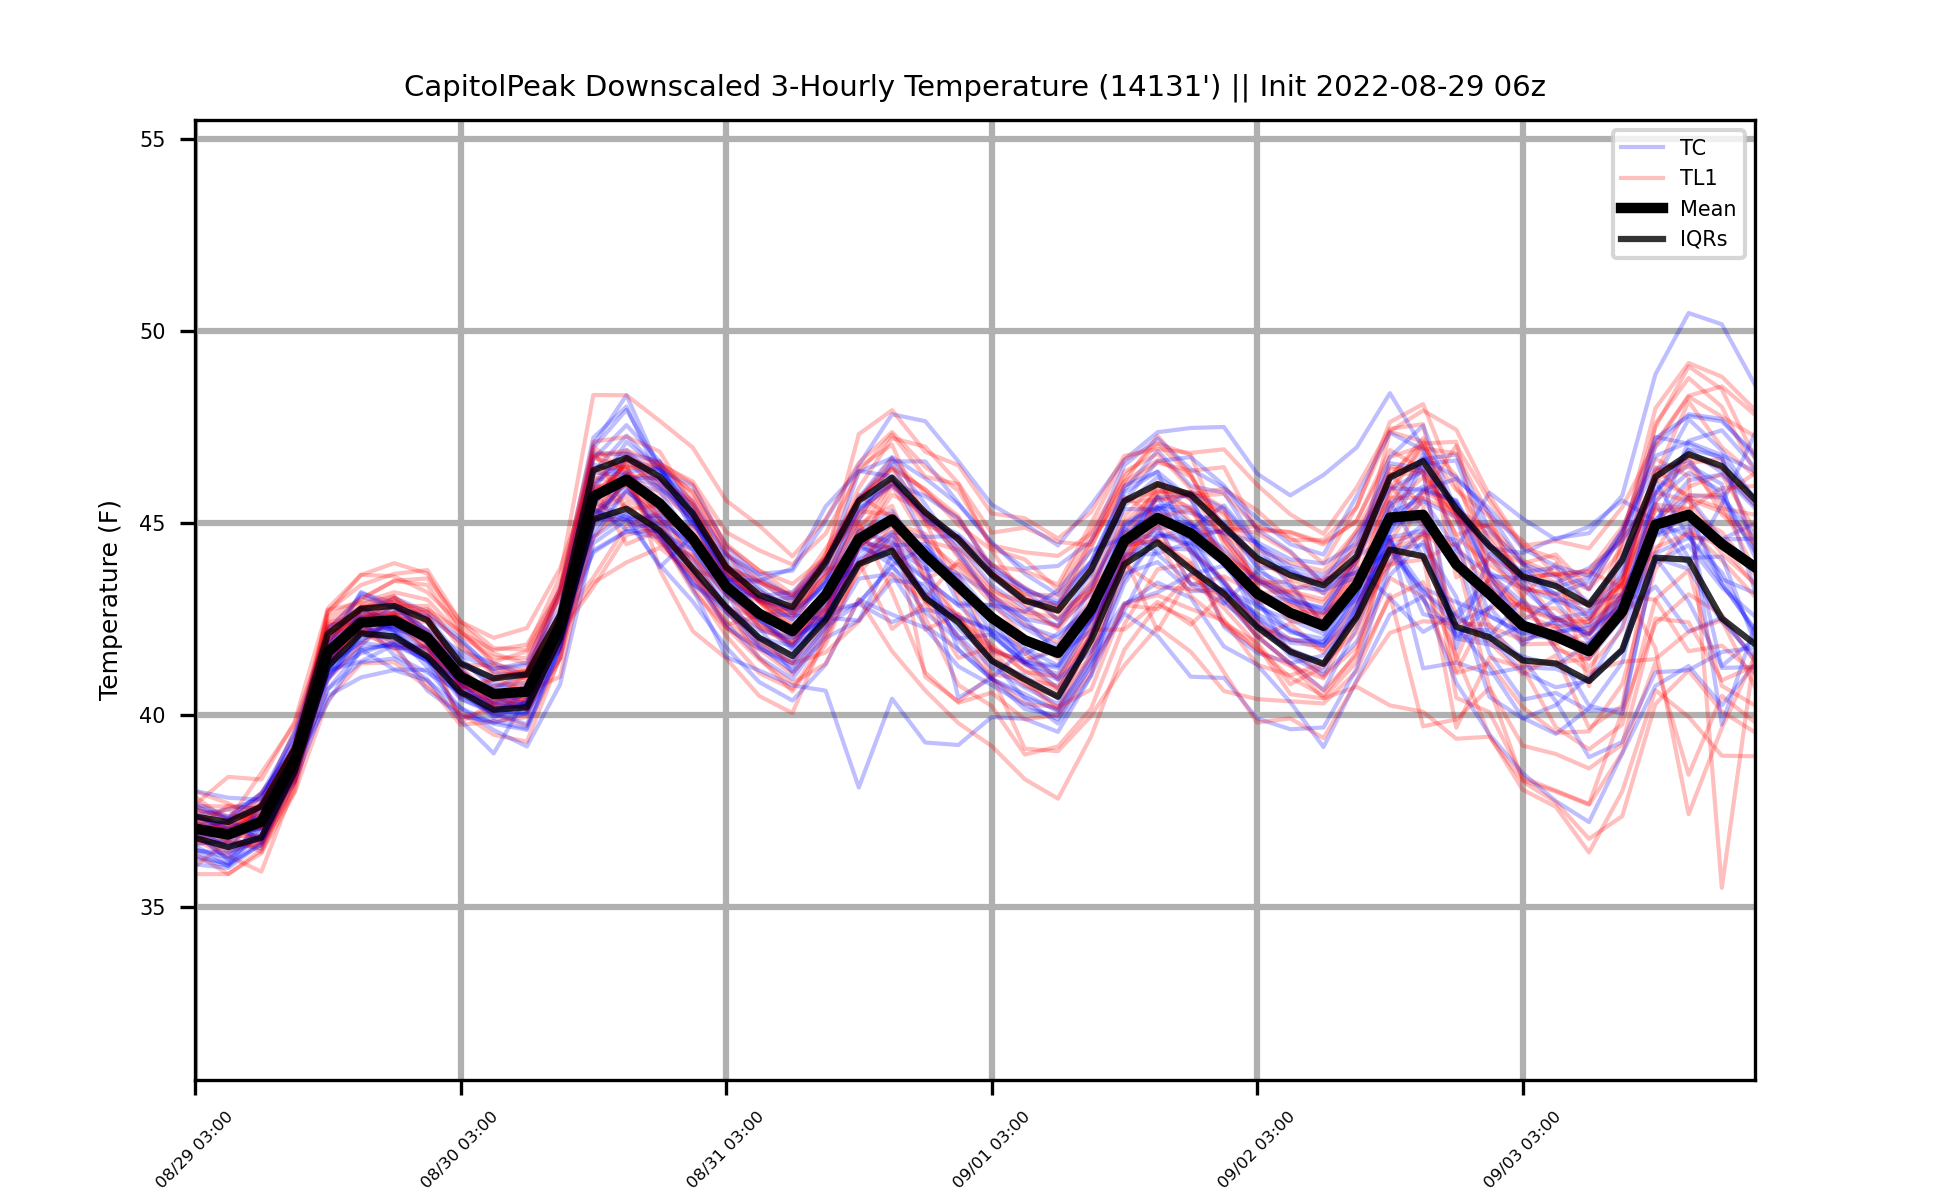 CapitolPeak Downscaled 3-Hourly Temperature (14131') || Init 2022-08-29 06z
TC
TL1
Mean
IQRs
Temperature (F)
55
50
45
40
35
08/29 03:00
08/30 03:00
08/31 03:00
09/01 03:00
09/02 03:00
09/03 03:00